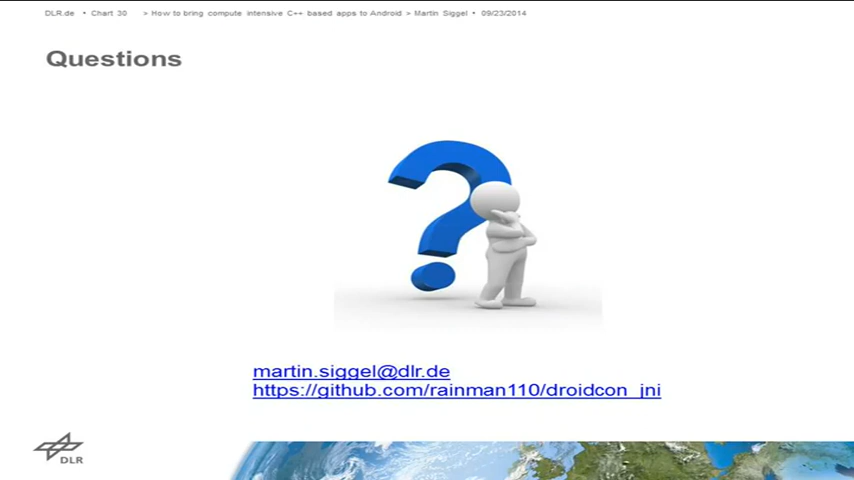 DLR.de • Chart 30 > How to bring compute intensive C++ based apps to Android > Martin Siggel • 09/23/2014
Questions
martin.siggel@dlr.de
https://github.com/rainman110/droidcon_jni
DLR